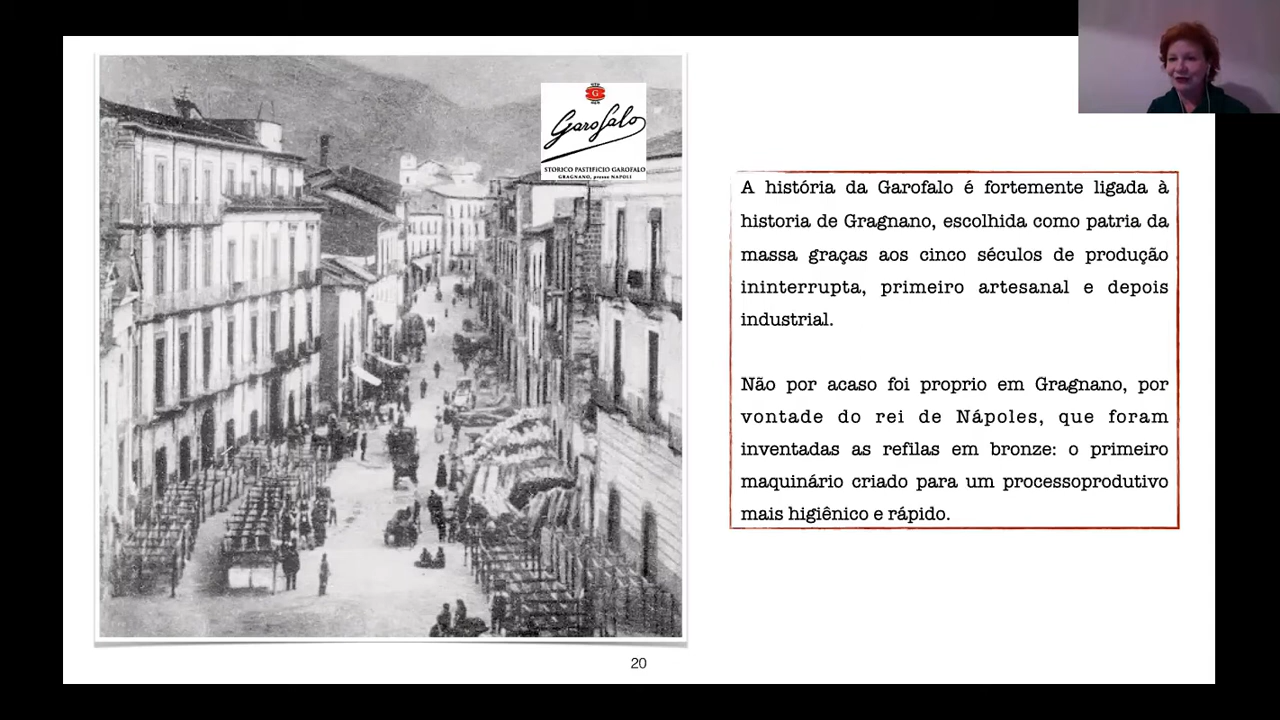 G
Garofalo
STORICO PASTIFICIO GAROFALO
GRAGNANO, presso NAPOLI
A história da Garofalo é fortemente ligada à
historia de Gragnano, escolhida como patria da
massa graças aos cinco séculos de produção
ininterrupta, primeiro artesanal e depois
industrial.
Não por acaso foi proprio em Gragnano, por
vontade do rei de Nápoles, que foram
inventadas as refilas em bronze: o primeiro
maquinário criado para um processoprodutivo
mais higiênico e rápido.
20